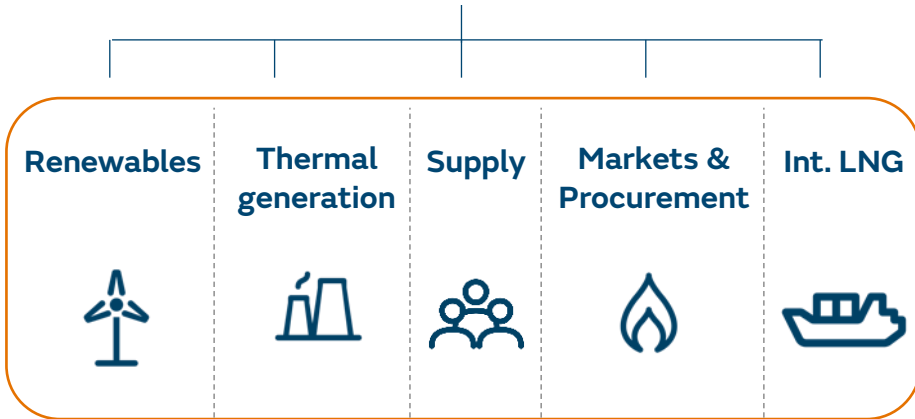 Renewables
Thermal
generation
Supply
Markets &
Procurement
Int. LNG